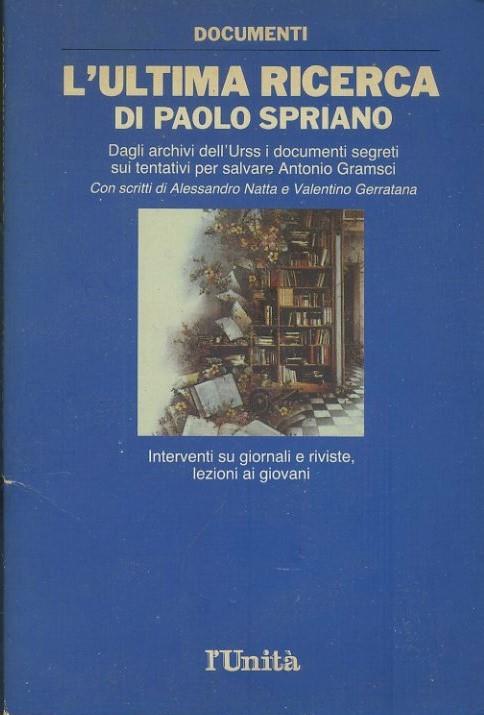 DOCUMENTI
L'ULTIMA RICERCA
DI PAOLO SPRIANO
Dagli archivi dell'Urss i documenti segreti
sui tentativi per salvare Antonio Gramsci
Con scritti di Alessandro Natta e Valentino Gerratana
Interventi su giornali e riviste,
lezioni ai giovani
l'Unità